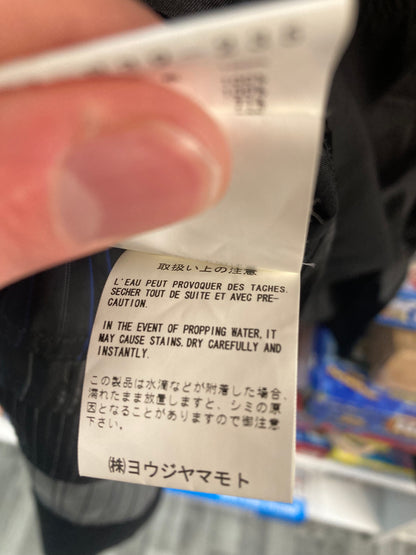 取扱い上の注意
L'EAU PEUT PROVOQUER DES TACHES.
SECHER TOUT DE SUITE ET AVEC PRE-
CAUTION.
IN THE EVENT OF PROPPING WATER, IT
MAY CAUSE STAINS. DRY CAREFULLY AND
INSTANTLY.
この製品は水滴などが附着した場合、
濡れたまま放置しますと、シミの原
因となることがありますので御注意
下さい。
㈱ヨウジヤマモト